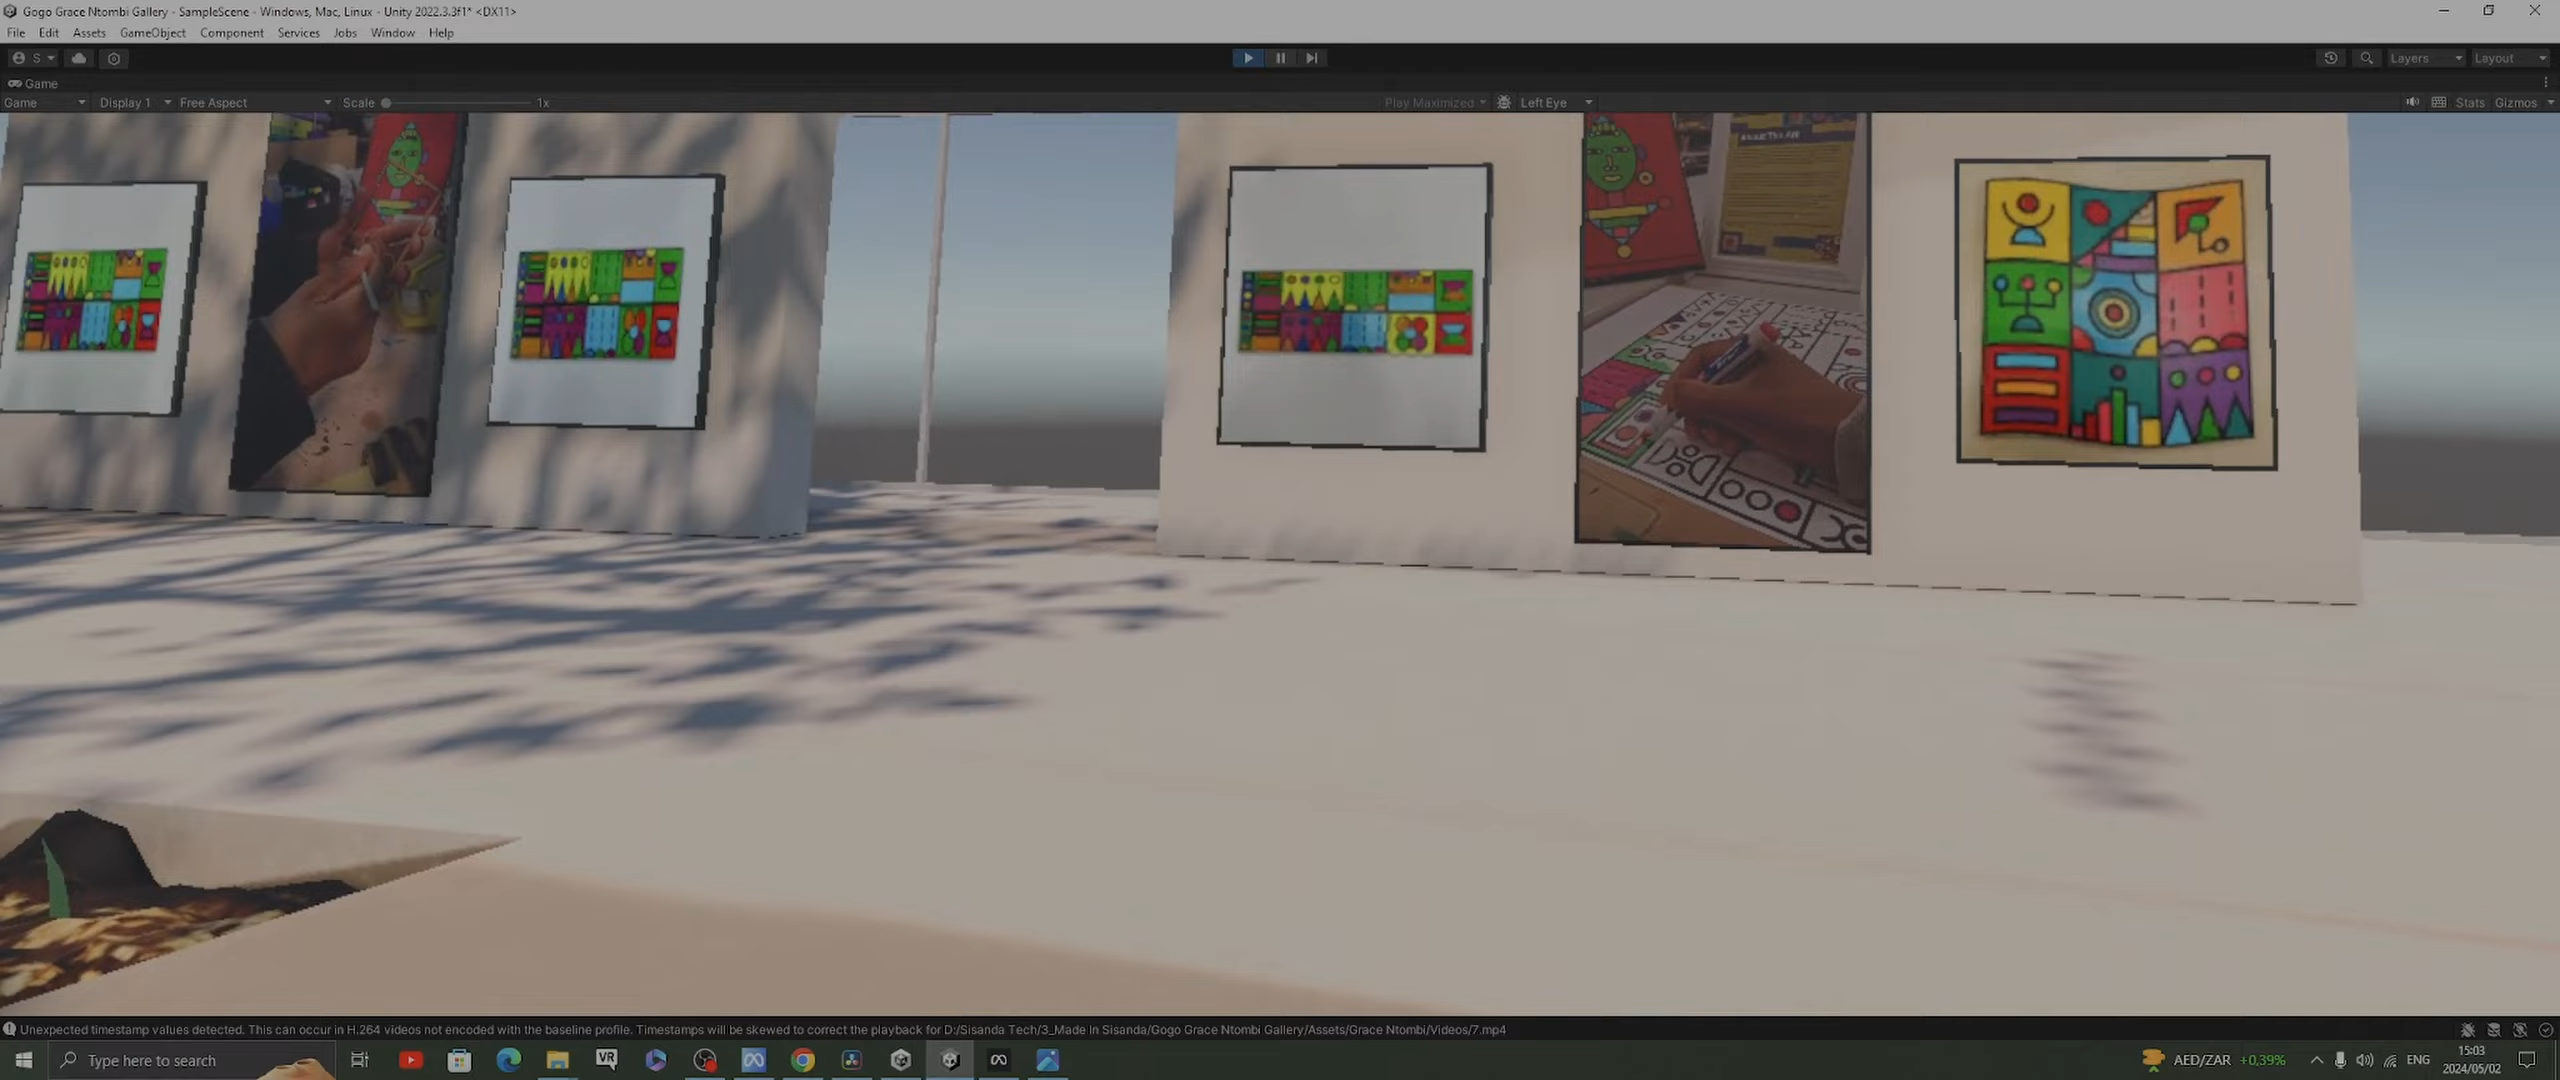 Gogo Grace Ntombi Gallery - SampleScene - Windows, Mac, Linux - Unity 2022.3.3f1* <DX11>
File Edit Assets GameObject Component Services Jobs Window Help
S Layers Layout
Game
Game Display 1 Free Aspect Scale 1x Play Maximized Left Eye Stats Gizmos
Unexpected timestamp values detected. This can occur in H.264 videos not encoded with the baseline profile. Timestamps will be skewed to correct the playback for D:/Sisanda Tech/3_Made In Sisanda/Gogo Grace Ntombi Gallery/Assets/Grace Ntombi/Videos/7.mp4
Type here to search VR AED/ZAR +0,39% ENG 15:03
2024/05/02